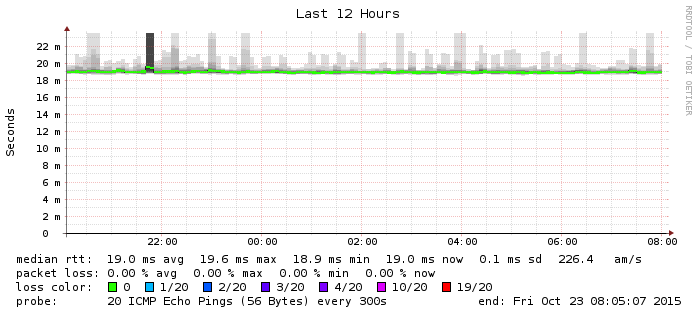 Last 12 Hours
RRDTOOL / TOBI OETIKER
Seconds
22 m
20 m
18 m
16 m
14 m
12 m
10 m
8 m
6 m
4 m
2 m
0
22:00 00:00 02:00 04:00 06:00 08:00
median rtt: 19.0 ms avg 19.6 ms max 18.9 ms min 19.0 ms now 0.1 ms sd 226.4 am/s
packet loss: 0.00 % avg 0.00 % max 0.00 % min 0.00 % now
loss color: 0 1/20 2/20 3/20 4/20 10/20 19/20
probe: 20 ICMP Echo Pings (56 Bytes) every 300s end: Fri Oct 23 08:05:07 2015